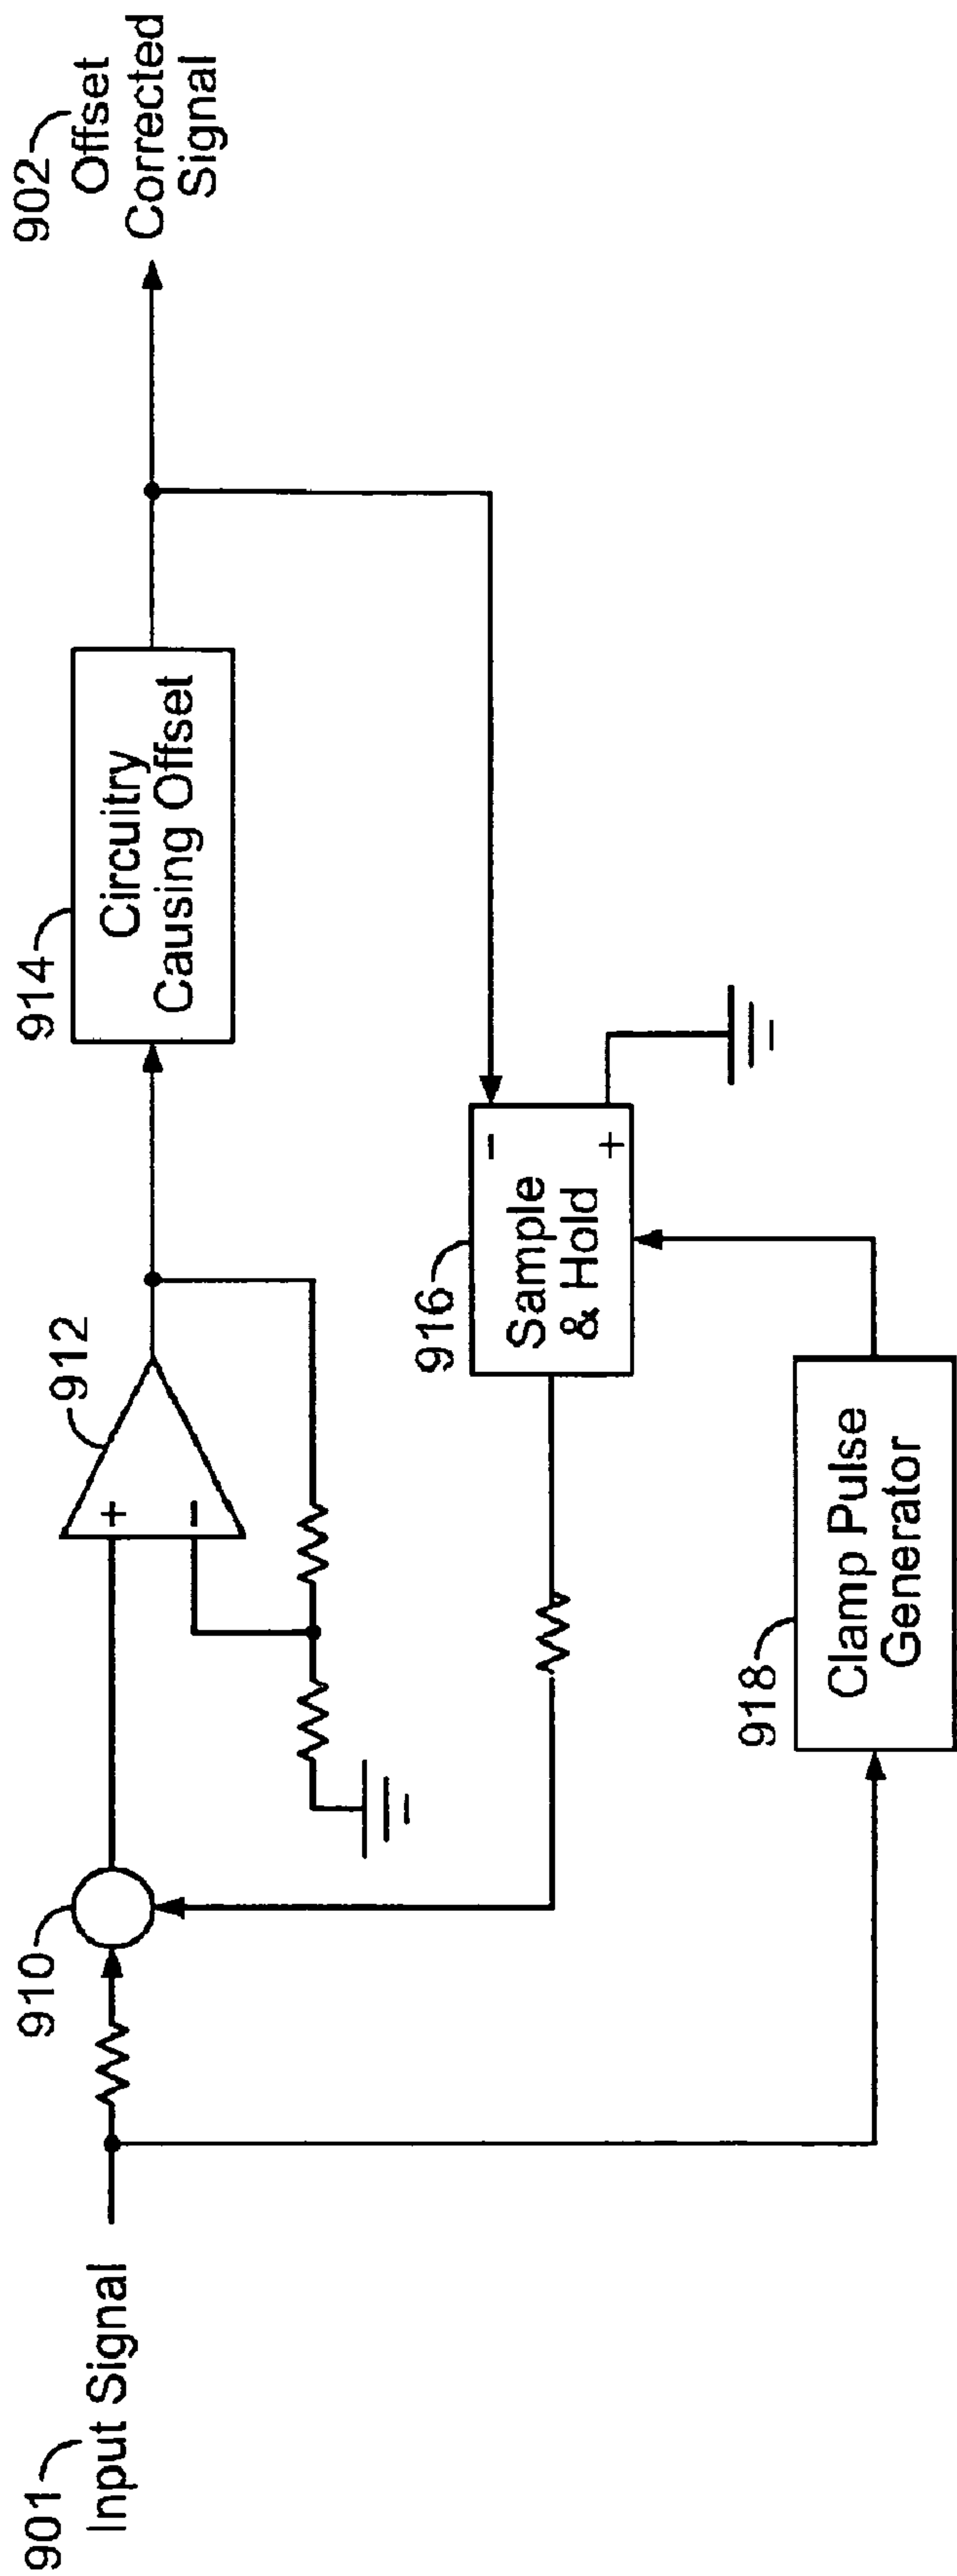 901
Input Signal
910
+
-
912
914
Circuitry
Causing Offset
902
Offset
Corrected
Signal
916
Sample
& Hold
-
+
918
Clamp Pulse
Generator